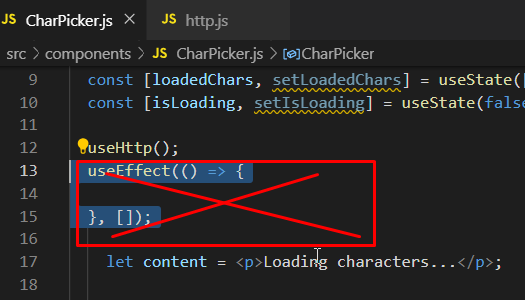 JS CharPicker.js × JS http.js
src > components > JS CharPicker.js > CharPicker
9 const [loadedChars, setLoadedChars] = useState([
10 const [isLoading, setIsLoading] = useState(false
11
12 useHttp();
13 useEffect(() => {
14
15 }, []);
16
17 let content = <p>Loading characters...</p>;